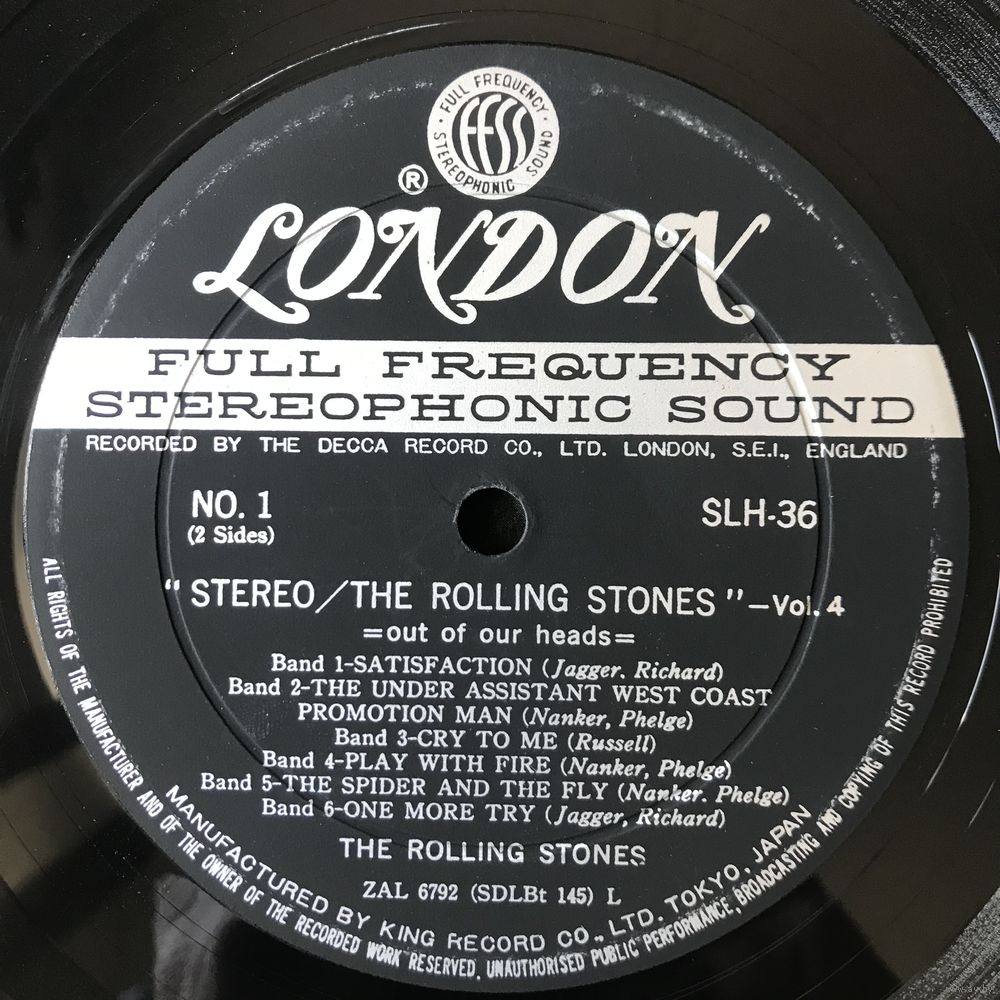 FULL FREQUENCY
STEREOPHONIC SOUND
FFSS
®
LONDON
FULL FREQUENCY
STEREOPHONIC SOUND
RECORDED BY THE DECCA RECORD CO., LTD. LONDON, S.E.I., ENGLAND
NO. 1
(2 Sides)
SLH-36
“STEREO/THE ROLLING STONES”—Vol. 4
=out of our heads=
Band 1-SATISFACTION (Jagger. Richard)
Band 2-THE UNDER ASSISTANT WEST COAST
PROMOTION MAN (Nanker, Phelge)
Band 3-CRY TO ME (Russell)
Band 4-PLAY WITH FIRE (Nanker, Phelge)
Band 5-THE SPIDER AND THE FLY (Nanker. Phelge)
Band 6-ONE MORE TRY (Jagger, Richard)
THE ROLLING STONES
ZAL 6792 (SDLBt 145) L
MANUFACTURED BY KING RECORD CO., LTD. TOKYO, JAPAN
ALL RIGHTS OF THE MANUFACTURER AND OF THE OWNER OF THE RECORDED WORK RESERVED, UNAUTHORISED PUBLIC PERFORMANCE, BROADCASTING AND COPYING OF THIS RECORD PROHIBITED